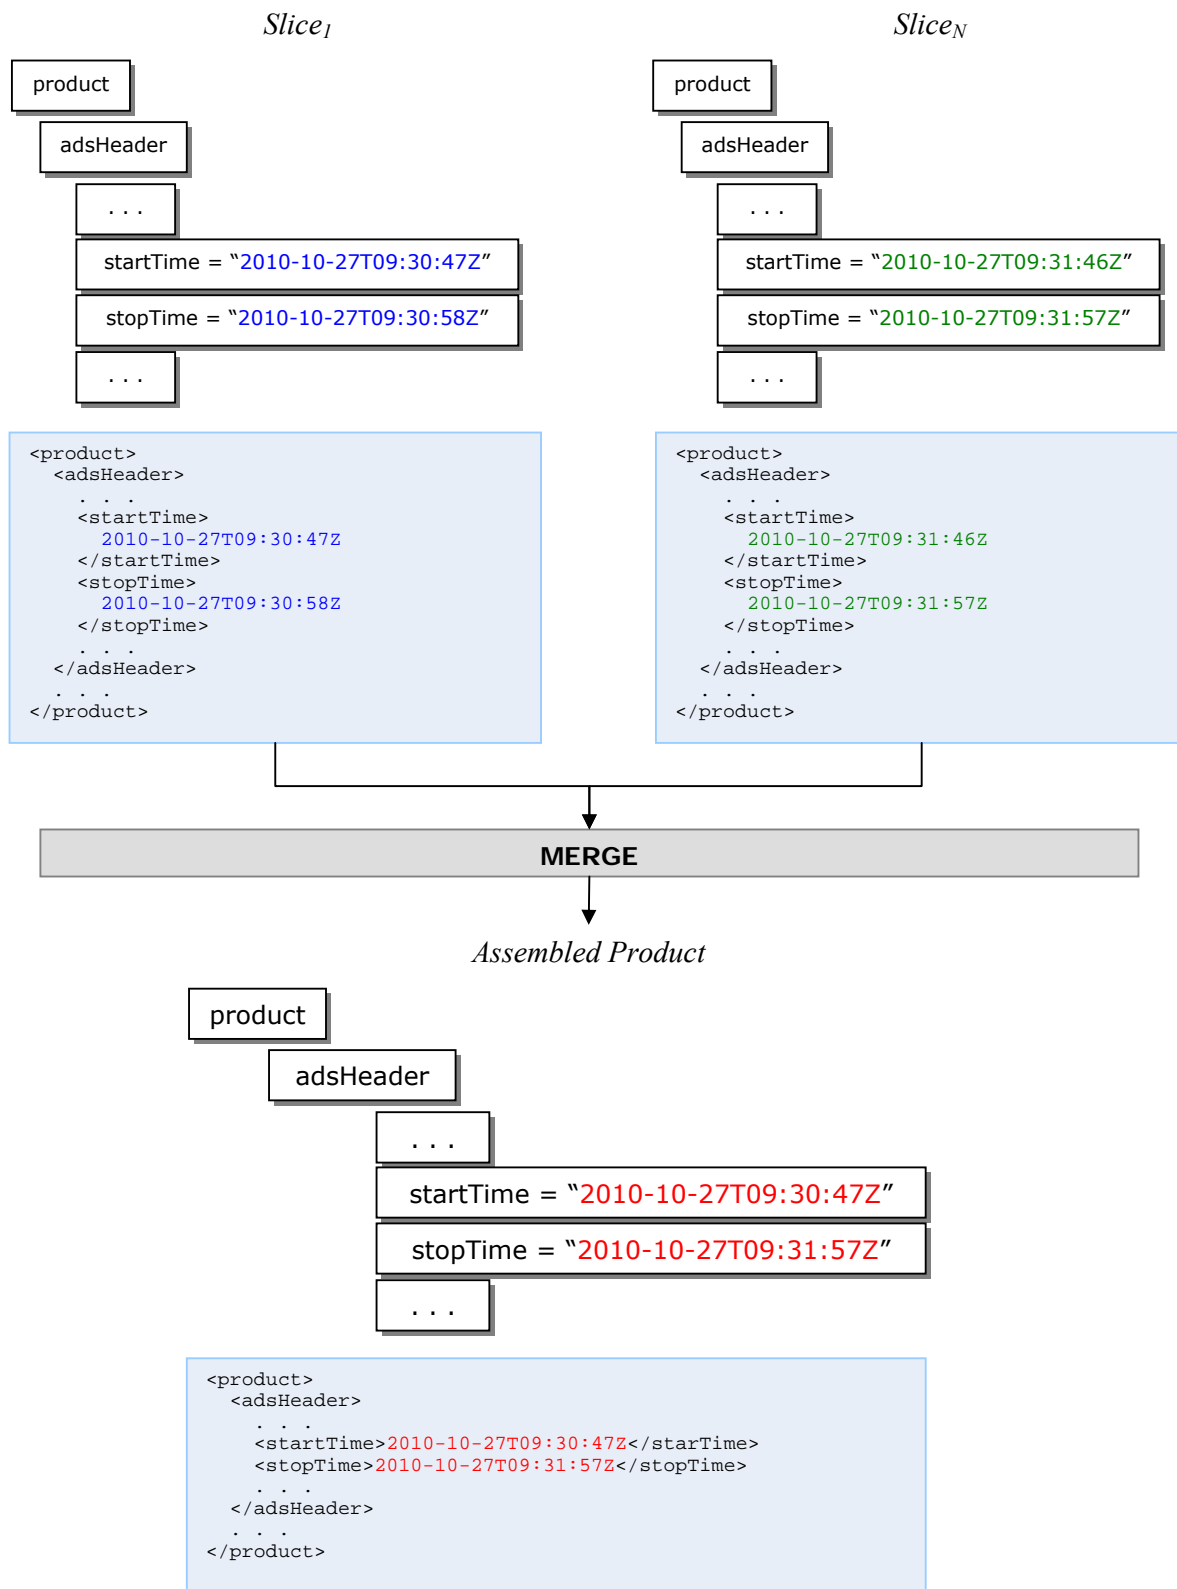 Slice1
product
adsHeader
. . .
startTime = “2010-10-27T09:30:47Z”
stopTime = “2010-10-27T09:30:58Z”
. . .
<product>
  <adsHeader>
    . . .
    <startTime>
      2010-10-27T09:30:47Z
    </startTime>
    <stopTime>
      2010-10-27T09:30:58Z
    </stopTime>
    . . .
  </adsHeader>
  . . .
</product>
SliceN
product
adsHeader
. . .
startTime = “2010-10-27T09:31:46Z”
stopTime = “2010-10-27T09:31:57Z”
. . .
<product>
  <adsHeader>
    . . .
    <startTime>
      2010-10-27T09:31:46Z
    </startTime>
    <stopTime>
      2010-10-27T09:31:57Z
    </stopTime>
    . . .
  </adsHeader>
  . . .
</product>
MERGE
Assembled Product
product
adsHeader
. . .
startTime = “2010-10-27T09:30:47Z”
stopTime = “2010-10-27T09:31:57Z”
. . .
<product>
  <adsHeader>
    . . .
    <startTime>2010-10-27T09:30:47Z</starTime>
    <stopTime>2010-10-27T09:31:57Z</stopTime>
    . . .
  </adsHeader>
  . . .
</product>